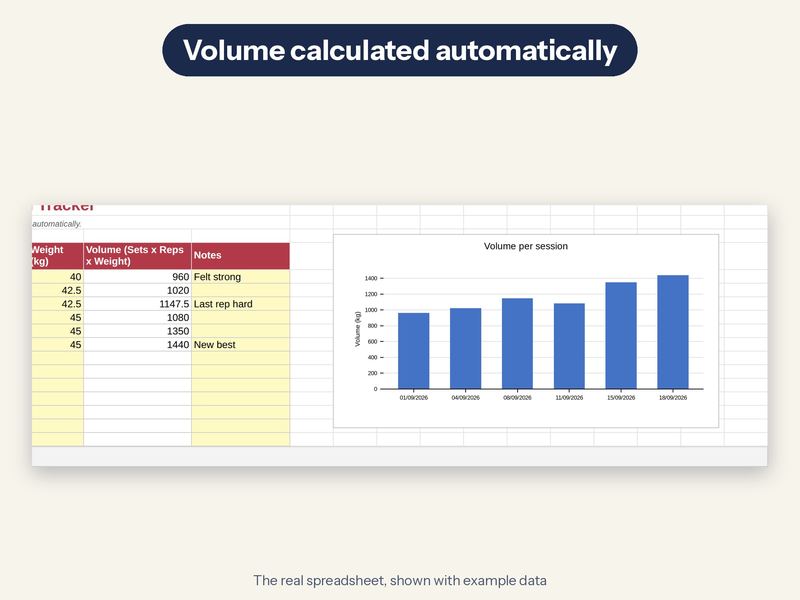 Volume calculated automatically
Tracker
automatically.
Weight (kg) Volume (Sets x Reps x Weight) Notes
40 960 Felt strong
42.5 1020
42.5 1147.5 Last rep hard
45 1080
45 1350
45 1440 New best
Volume per session
Volume (kg)
1400
1200
1000
800
600
400
200
0
01/09/2026 04/09/2026 08/09/2026 11/09/2026 15/09/2026 18/09/2026
The real spreadsheet, shown with example data